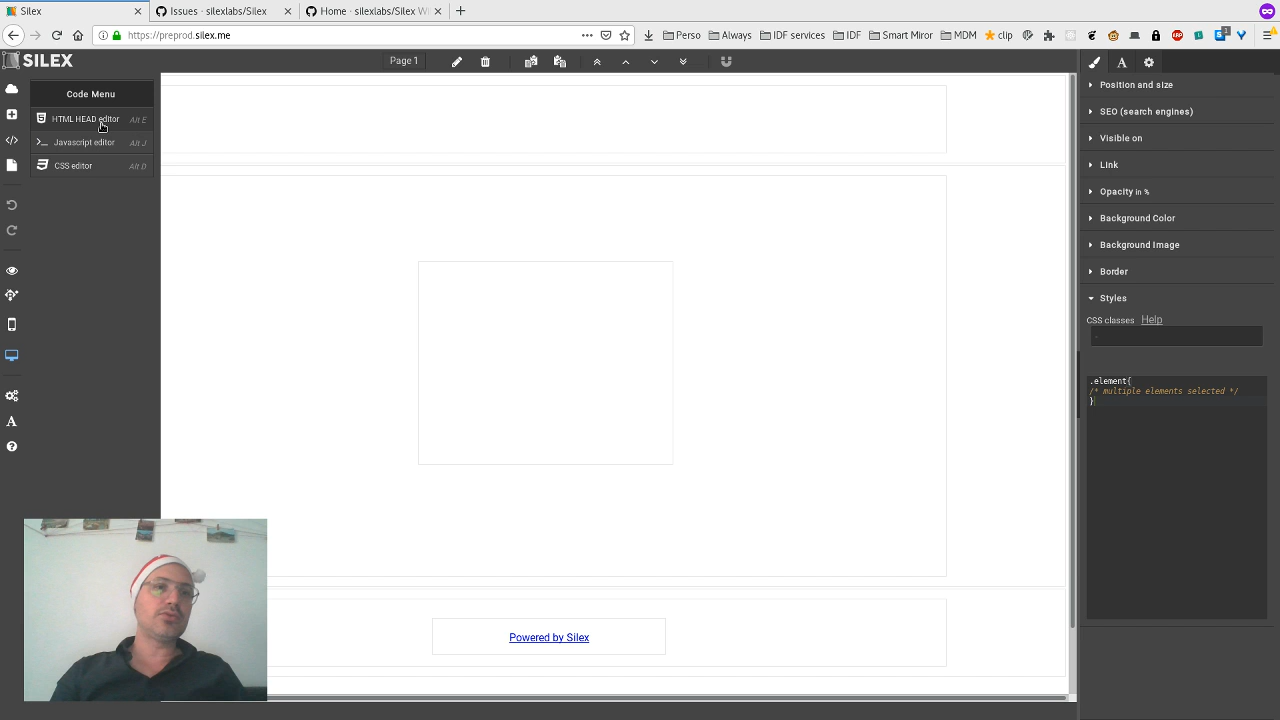 Silex
Issues · silexlabs/Silex
Home · silexlabs/Silex Wi
https://preprod.silex.me
Perso
Always
IDF services
IDF
Smart Miror
MDM
clip
SILEX
Page 1
Code Menu
HTML HEAD editor Alt E
Javascript editor Alt J
CSS editor Alt D
Powered by Silex
Position and size
SEO (search engines)
Visible on
Link
Opacity in %
Background Color
Background Image
Border
Styles
CSS classes Help
.element{
/* multiple elements selected */
}